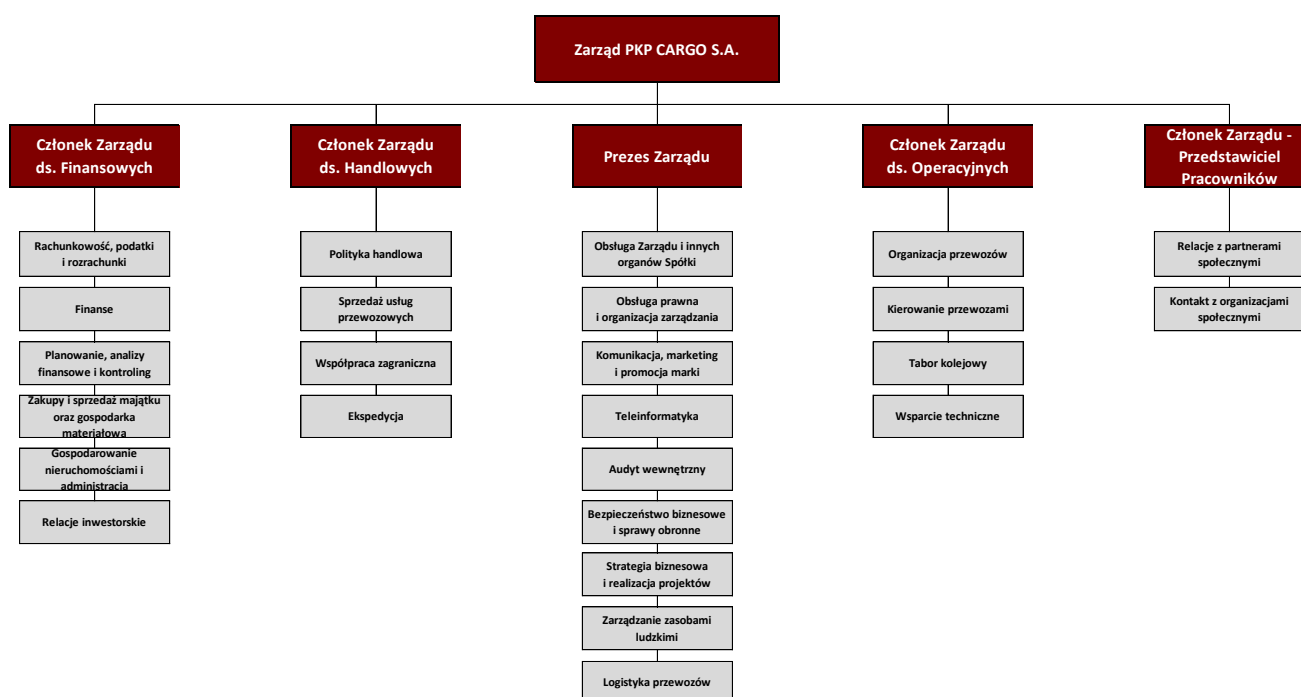 Zarząd PKP CARGO S.A.
Członek Zarządu
ds. Finansowych
Członek Zarządu
ds. Handlowych
Prezes Zarządu
Członek Zarządu
ds. Operacyjnych
Członek Zarządu -
Przedstawiciel
Pracowników
Rachunkowość, podatki
i rozrachunki
Finanse
Planowanie, analizy
finansowe i kontroling
Zakupy i sprzedaż majątku
oraz gospodarka
materiałowa
Gospodarowanie
nieruchomościami i
administracja
Relacje inwestorskie
Polityka handlowa
Sprzedaż usług
przewozowych
Współpraca zagraniczna
Ekspedycja
Obsługa Zarządu i innych
organów Spółki
Obsługa prawna
i organizacja zarządzania
Komunikacja, marketing
i promocja marki
Teleinformatyka
Audyt wewnętrzny
Bezpieczeństwo biznesowe
i sprawy obronne
Strategia biznesowa
i realizacja projektów
Zarządzanie zasobami
ludzkimi
Logistyka przewozów
Organizacja przewozów
Kierowanie przewozami
Tabor kolejowy
Wsparcie techniczne
Relacje z partnerami
społecznymi
Kontakt z organizacjami
społecznymi